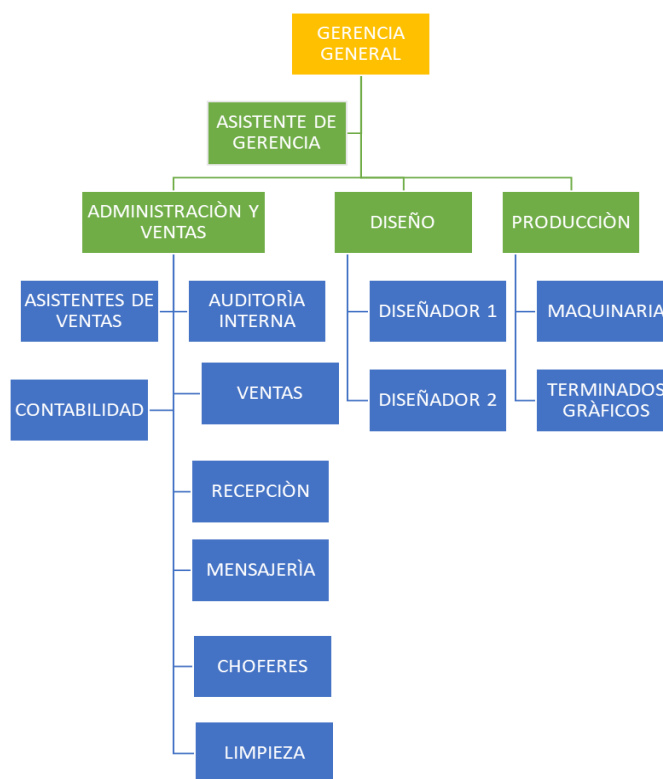 GERENCIA
GENERAL
ASISTENTE DE
GERENCIA
ADMINISTRACIÒN Y
VENTAS
DISEÑO
PRODUCCIÒN
ASISTENTES DE
VENTAS
AUDITORÌA
INTERNA
DISEÑADOR 1
MAQUINARIA
CONTABILIDAD
VENTAS
DISEÑADOR 2
TERMINADOS
GRÀFICOS
RECEPCIÒN
MENSAJERÌA
CHOFERES
LIMPIEZA